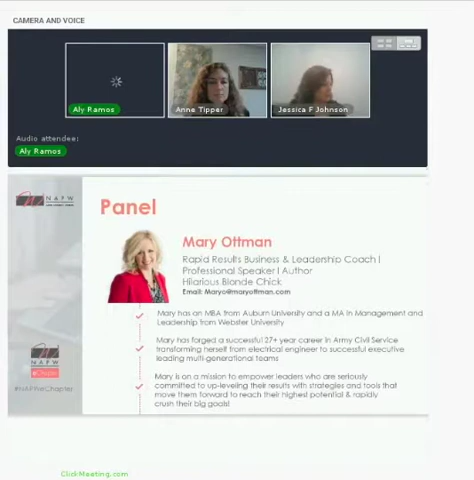 CAMERA AND VOICE
Aly Ramos
Anne Tipper
Jessica F Johnson
Audio attendee:
Aly Ramos
NAPW
Panel
Mary Ottman
Rapid Results Business & Leadership Coach |
Professional Speaker | Author
Hilarious Blonde Chick
Email: Maryo@maryottman.com
Mary has an MBA from Auburn University and a MA in Management and
Leadership from Webster University
Mary has forged a successful 27+ year career in Army Civil Service
transforming herself from electrical engineer to successful executive
leading multi-generational teams
Mary is on a mission to empower leaders who are seriously
committed to up-leveling their results with strategies and tools that
move them forward to reach their highest potential & rapidly
crush their big goals!
NAPW
eChapter
#NAPWeChapter
ClickMeeting.com